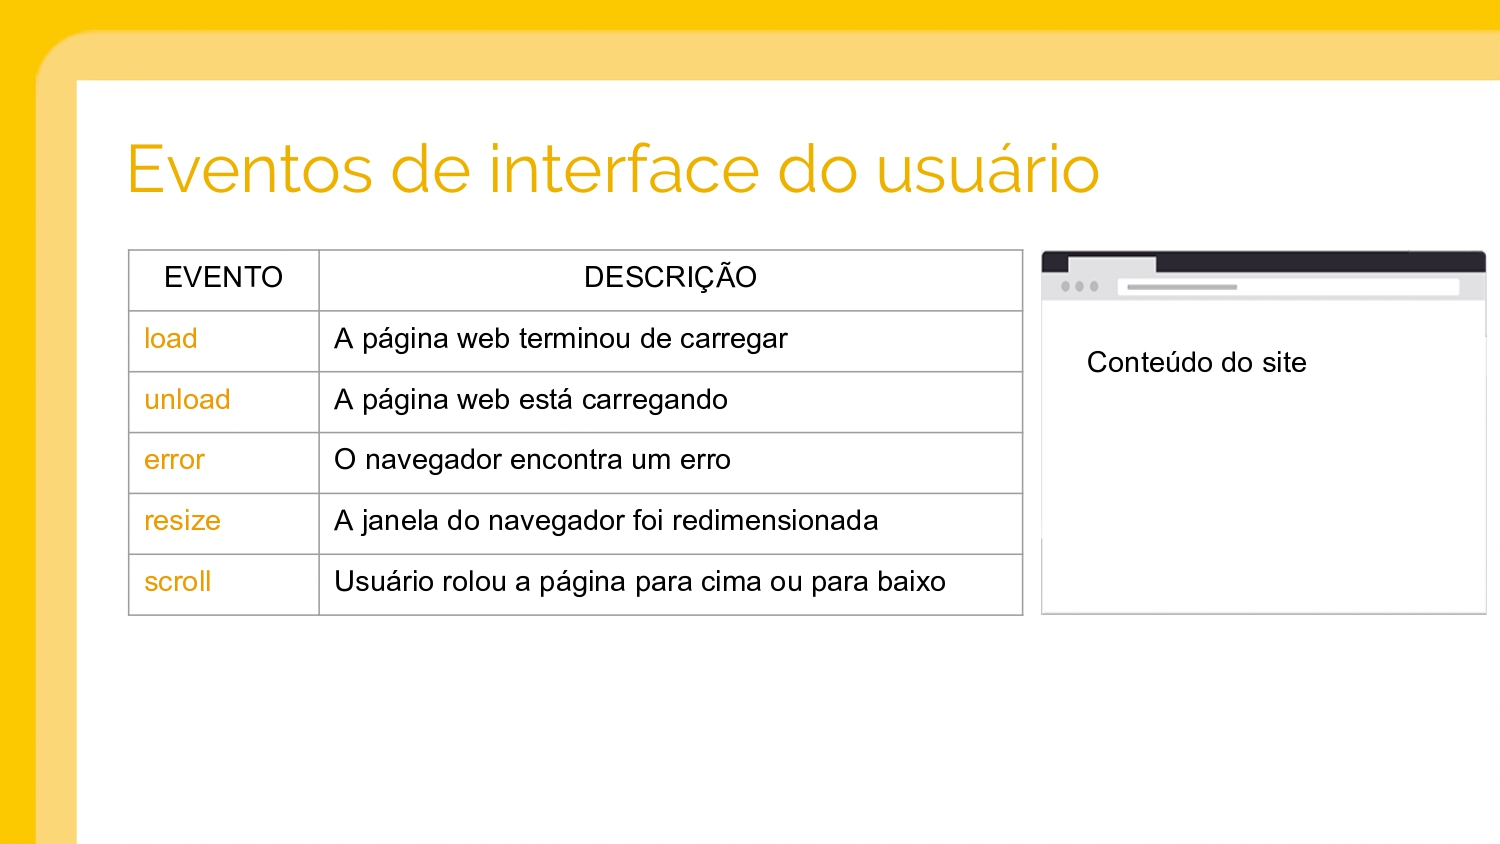 Eventos de interface do usuário
EVENTO DESCRIÇÃO
load A página web terminou de carregar
unload A página web está carregando
error O navegador encontra um erro
resize A janela do navegador foi redimensionada
scroll Usuário rolou a página para cima ou para baixo
Conteúdo do site